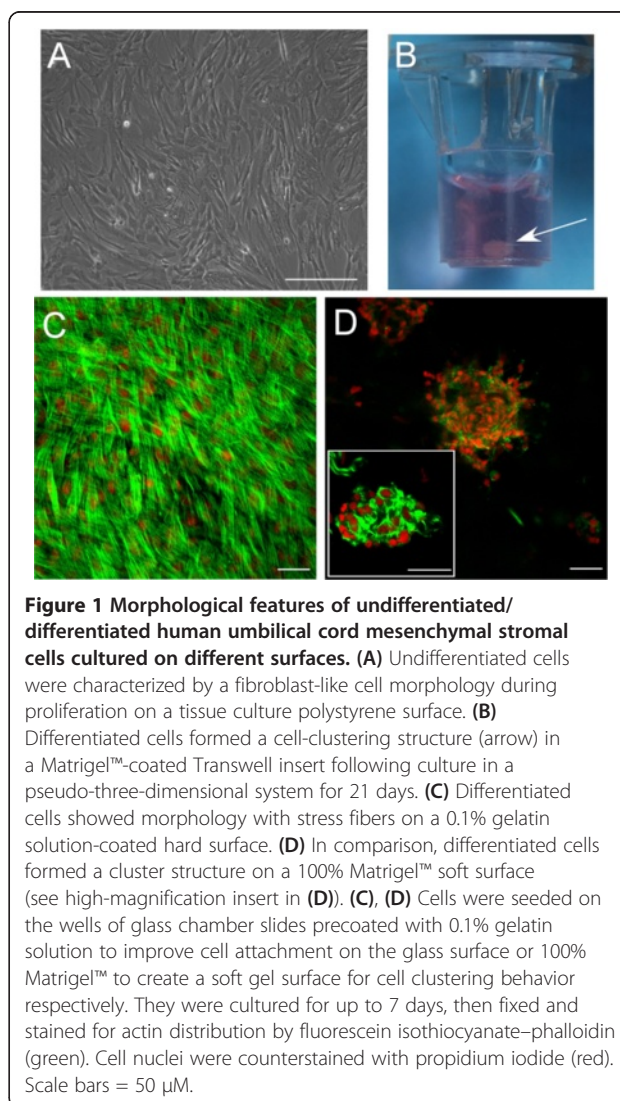 A
B
C
D
Figure 1 Morphological features of undifferentiated/
differentiated human umbilical cord mesenchymal stromal
cells cultured on different surfaces. (A) Undifferentiated cells
were characterized by a fibroblast-like cell morphology during
proliferation on a tissue culture polystyrene surface. (B)
Differentiated cells formed a cell-clustering structure (arrow) in
a Matrigel™-coated Transwell insert following culture in a
pseudo-three-dimensional system for 21 days. (C) Differentiated
cells showed morphology with stress fibers on a 0.1% gelatin
solution-coated hard surface. (D) In comparison, differentiated cells
formed a cluster structure on a 100% Matrigel™ soft surface
(see high-magnification insert in (D)). (C), (D) Cells were seeded on
the wells of glass chamber slides precoated with 0.1% gelatin
solution to improve cell attachment on the glass surface or 100%
Matrigel™ to create a soft gel surface for cell clustering behavior
respectively. They were cultured for up to 7 days, then fixed and
stained for actin distribution by fluorescein isothiocyanate–phalloidin
(green). Cell nuclei were counterstained with propidium iodide (red).
Scale bars = 50 μM.